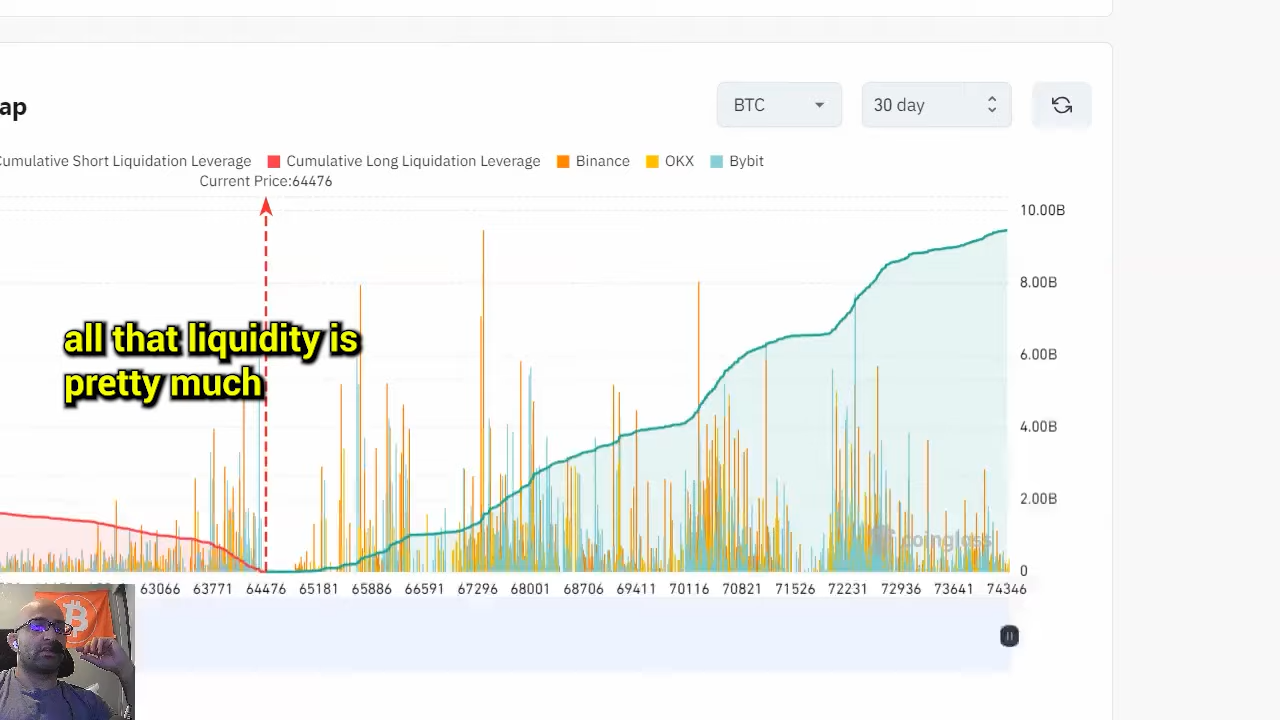 ap
BTC
30 day
Cumulative Short Liquidation Leverage Cumulative Long Liquidation Leverage Binance OKX Bybit
Current Price:64476
10.00B
8.00B
all that liquidity is
6.00B
pretty much
4.00B
2.00B
coinglass
0
63066 63771 64476 65181 65886 66591 67296 68001 68706 69411 70116 70821 71526 72231 72936 73641 74346